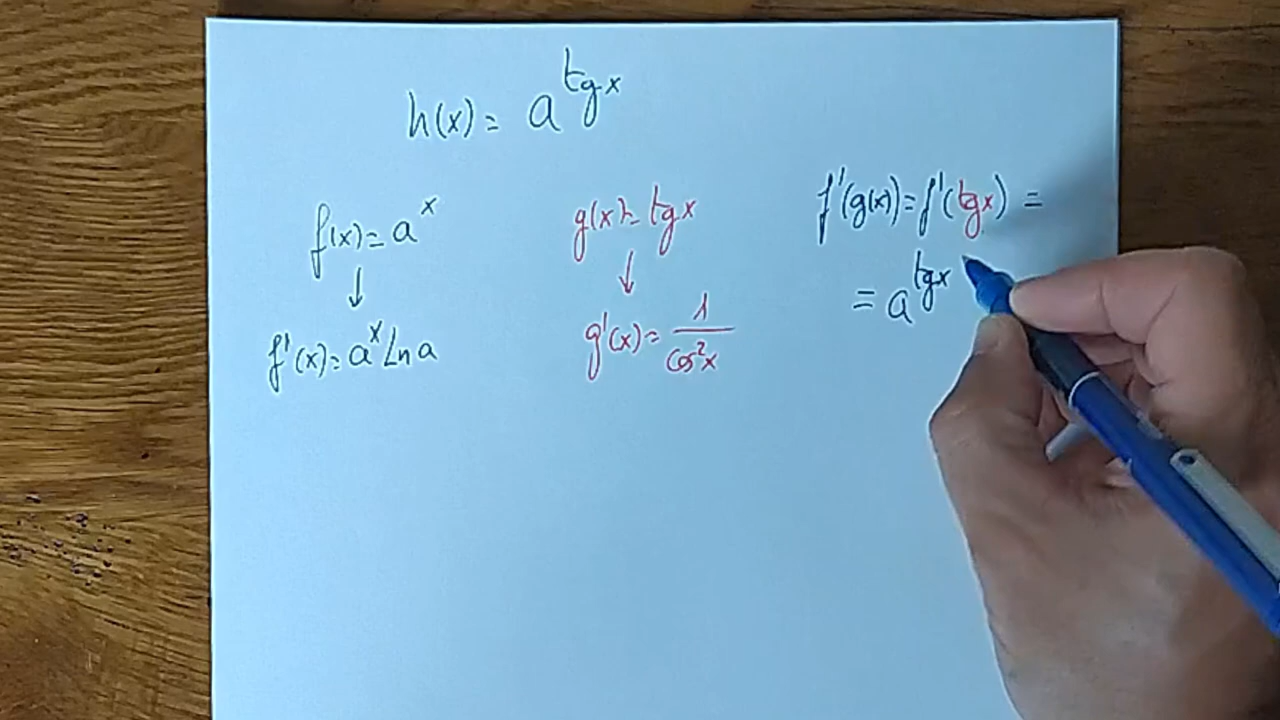 h(x) = a^tgx
f(x) = a^x
↓
f'(x) = a^x Ln a
g(x) = tgx
↓
g'(x) = 1/cos²x
f'(g(x)) = f'(tgx) =
= a^tgx